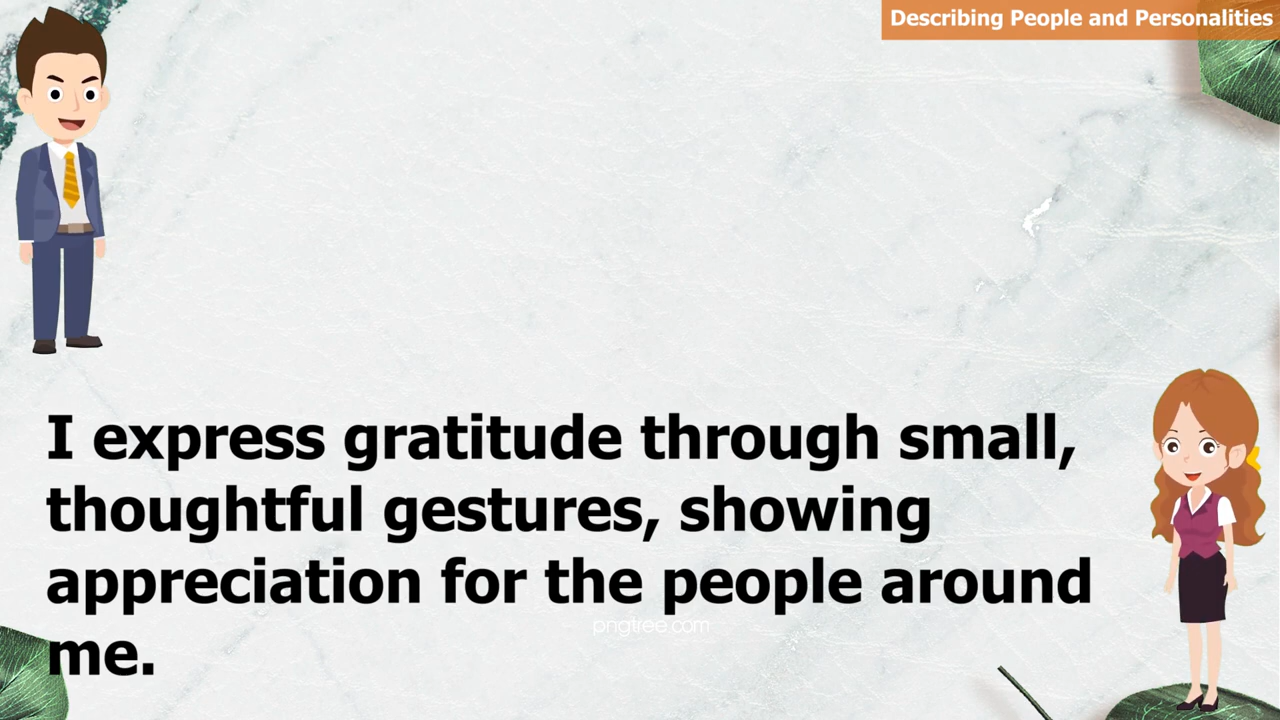 Describing People and Personalities
I express gratitude through small,
thoughtful gestures, showing
appreciation for the people around
pngtree.com
me.